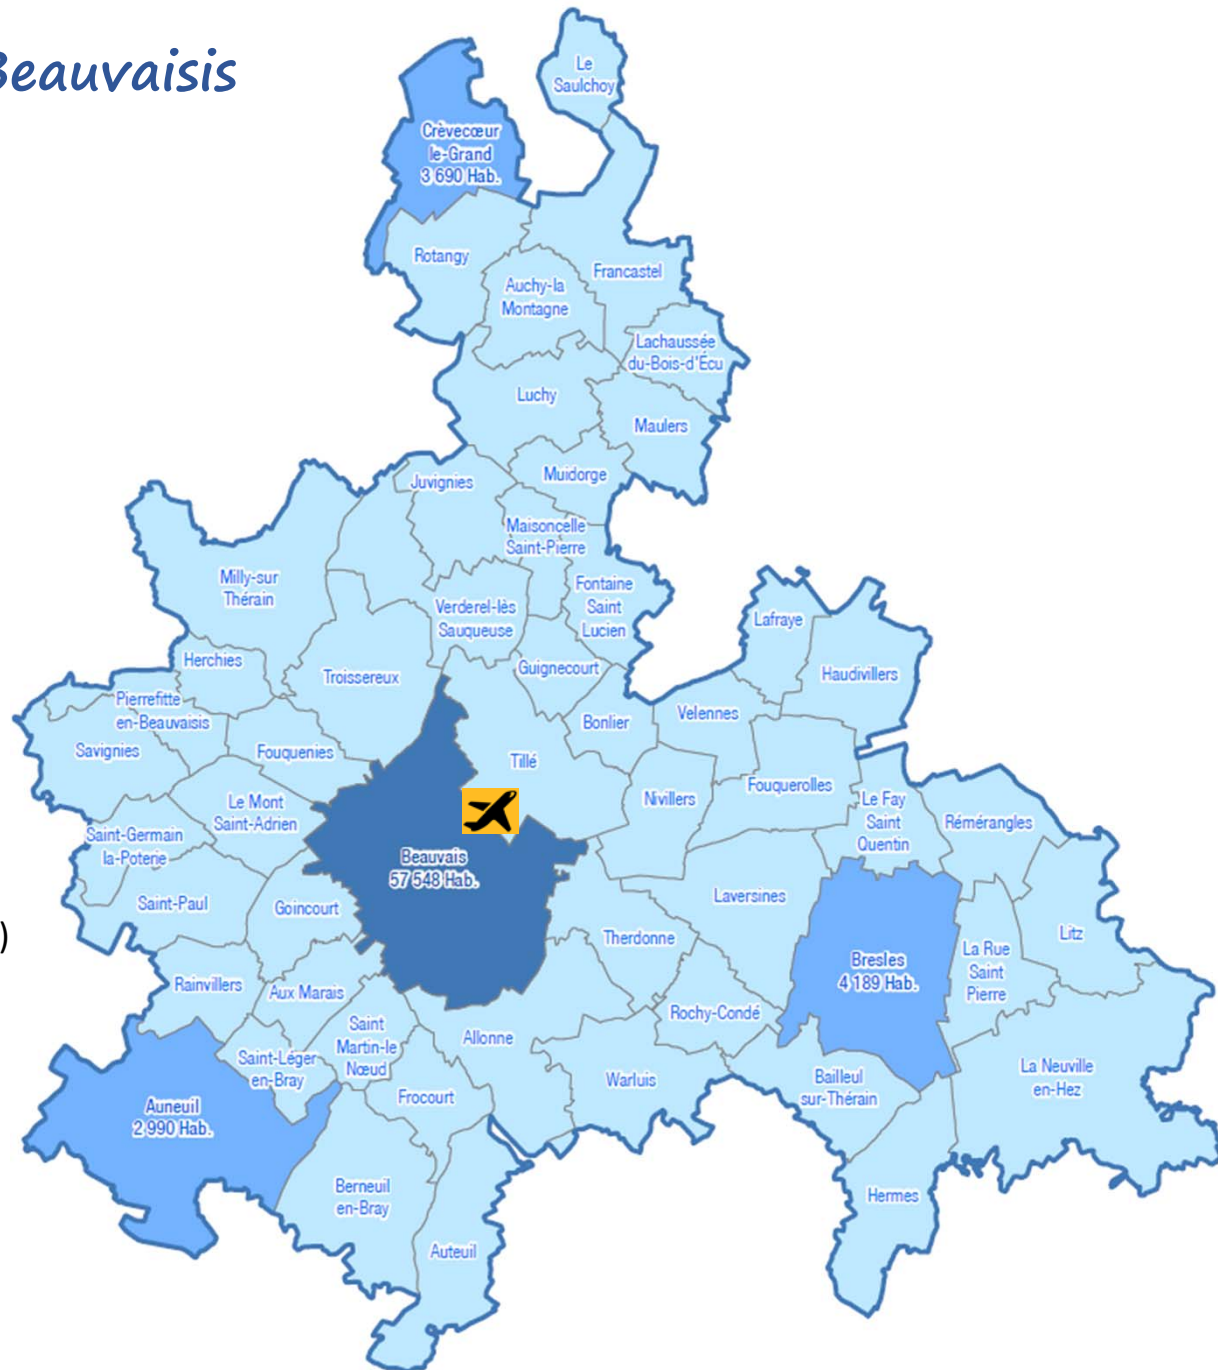 Beauvaisis
Le
Saulchoy
Crèvecœur
le-Grand
3 690 Hab.
Rotangy
Francastel
Auchy-la
Montagne
Lachaussée
du-Bois-d'Écu
Luchy
Maulers
Muidorge
Juvignies
Maisoncelle
Saint-Pierre
Milly-sur
Thérain
Fontaine
Saint
Lucien
Verderel-lès
Sauqueuse
Lafraye
Herchies
Troissereux
Guignecourt
Haudivillers
Pierrefitte
en-Beauvaisis
Bonlier
Velennes
Savignies
Fouquenies
Tillé
Nivillers
Fouquerolles
Le Mont
Saint-Adrien
Le Fay
Saint
Quentin
Rémérangles
Saint-Germain
la-Poterie
Beauvais
57 548 Hab.
Saint-Paul
Goincourt
Laversines
)
Therdonne
Litz
Bresles
4 189 Hab.
La Rue
Saint
Pierre
Rainvillers
Aux Marais
Rochy-Condé
Saint
Martin-le
Nœud
Allonne
Saint-Léger
en-Bray
Warluis
Bailleul
sur-Thérain
La Neuville
en-Hez
Auneuil
2 990 Hab.
Frocourt
Berneuil
en-Bray
Hermes
Auteuil